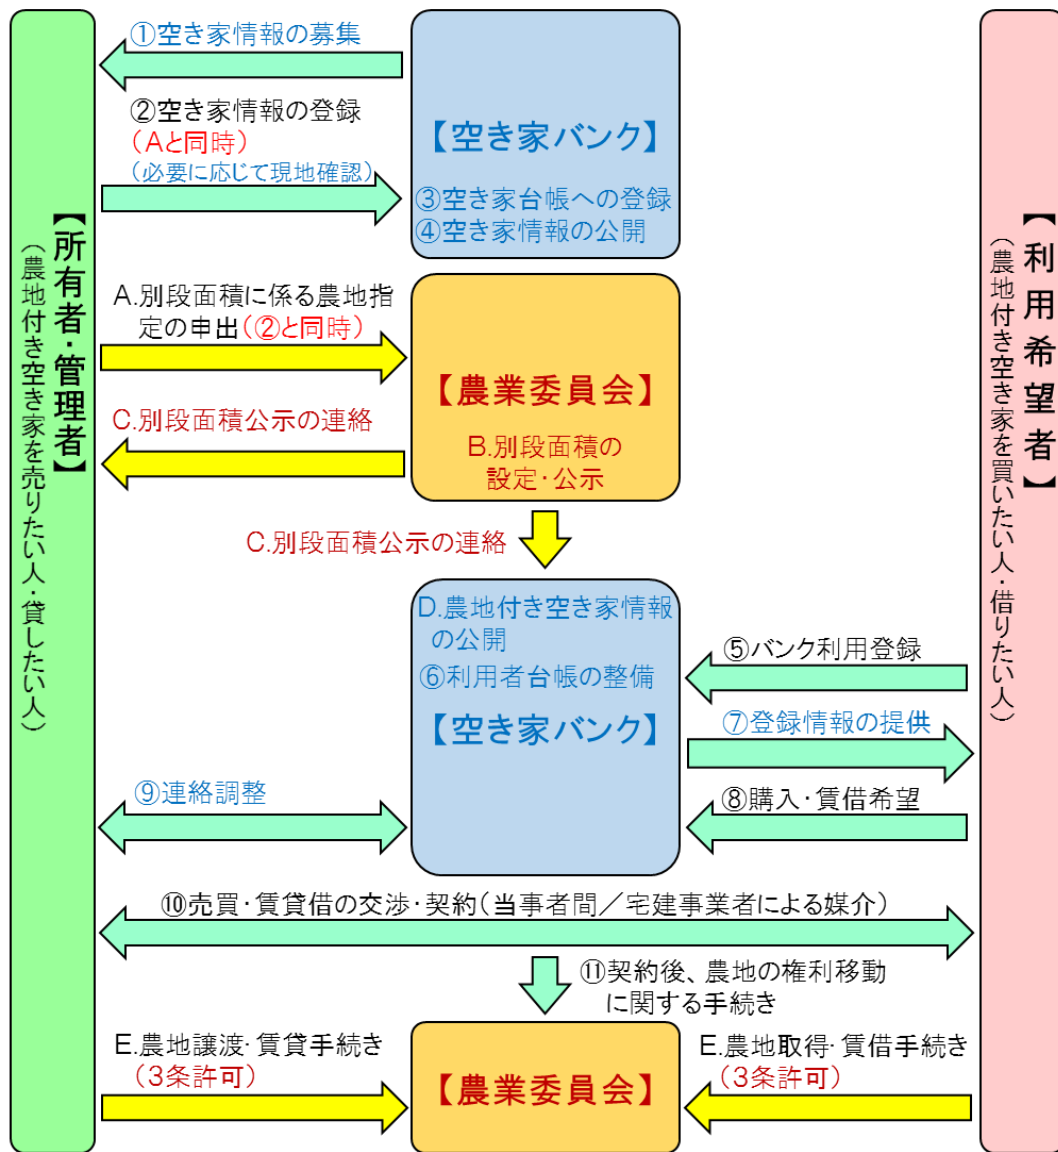 ①空き家情報の募集
②空き家情報の登録
（Aと同時）
（必要に応じて現地確認）
【空き家バンク】
③空き家台帳への登録
④空き家情報の公開
【所有者・管理者】
（農地付き空き家を売りたい人・貸したい人）
【利用希望者】
（農地付き空き家を買いたい人・借りたい人）
A.別段面積に係る農地指
定の申出（②と同時）
C.別段面積公示の連絡
【農業委員会】
B.別段面積の
設定・公示
C.別段面積公示の連絡
D.農地付き空き家情報
の公開
⑥利用者台帳の整備
【空き家バンク】
⑤バンク利用登録
⑦登録情報の提供
⑧購入・賃借希望
⑨連絡調整
⑩売買・賃貸借の交渉・契約（当事者間／宅建事業者による媒介）
⑪契約後、農地の権利移動
に関する手続き
E.農地譲渡・賃貸手続き
（3条許可）
【農業委員会】
E.農地取得・賃借手続き
（3条許可）